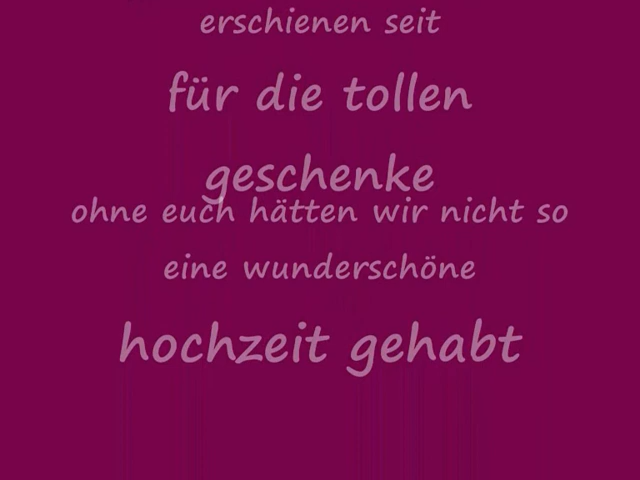 erschienen seit
für die tollen
geschenke
ohne euch hätten wir nicht so
eine wunderschöne
hochzeit gehabt